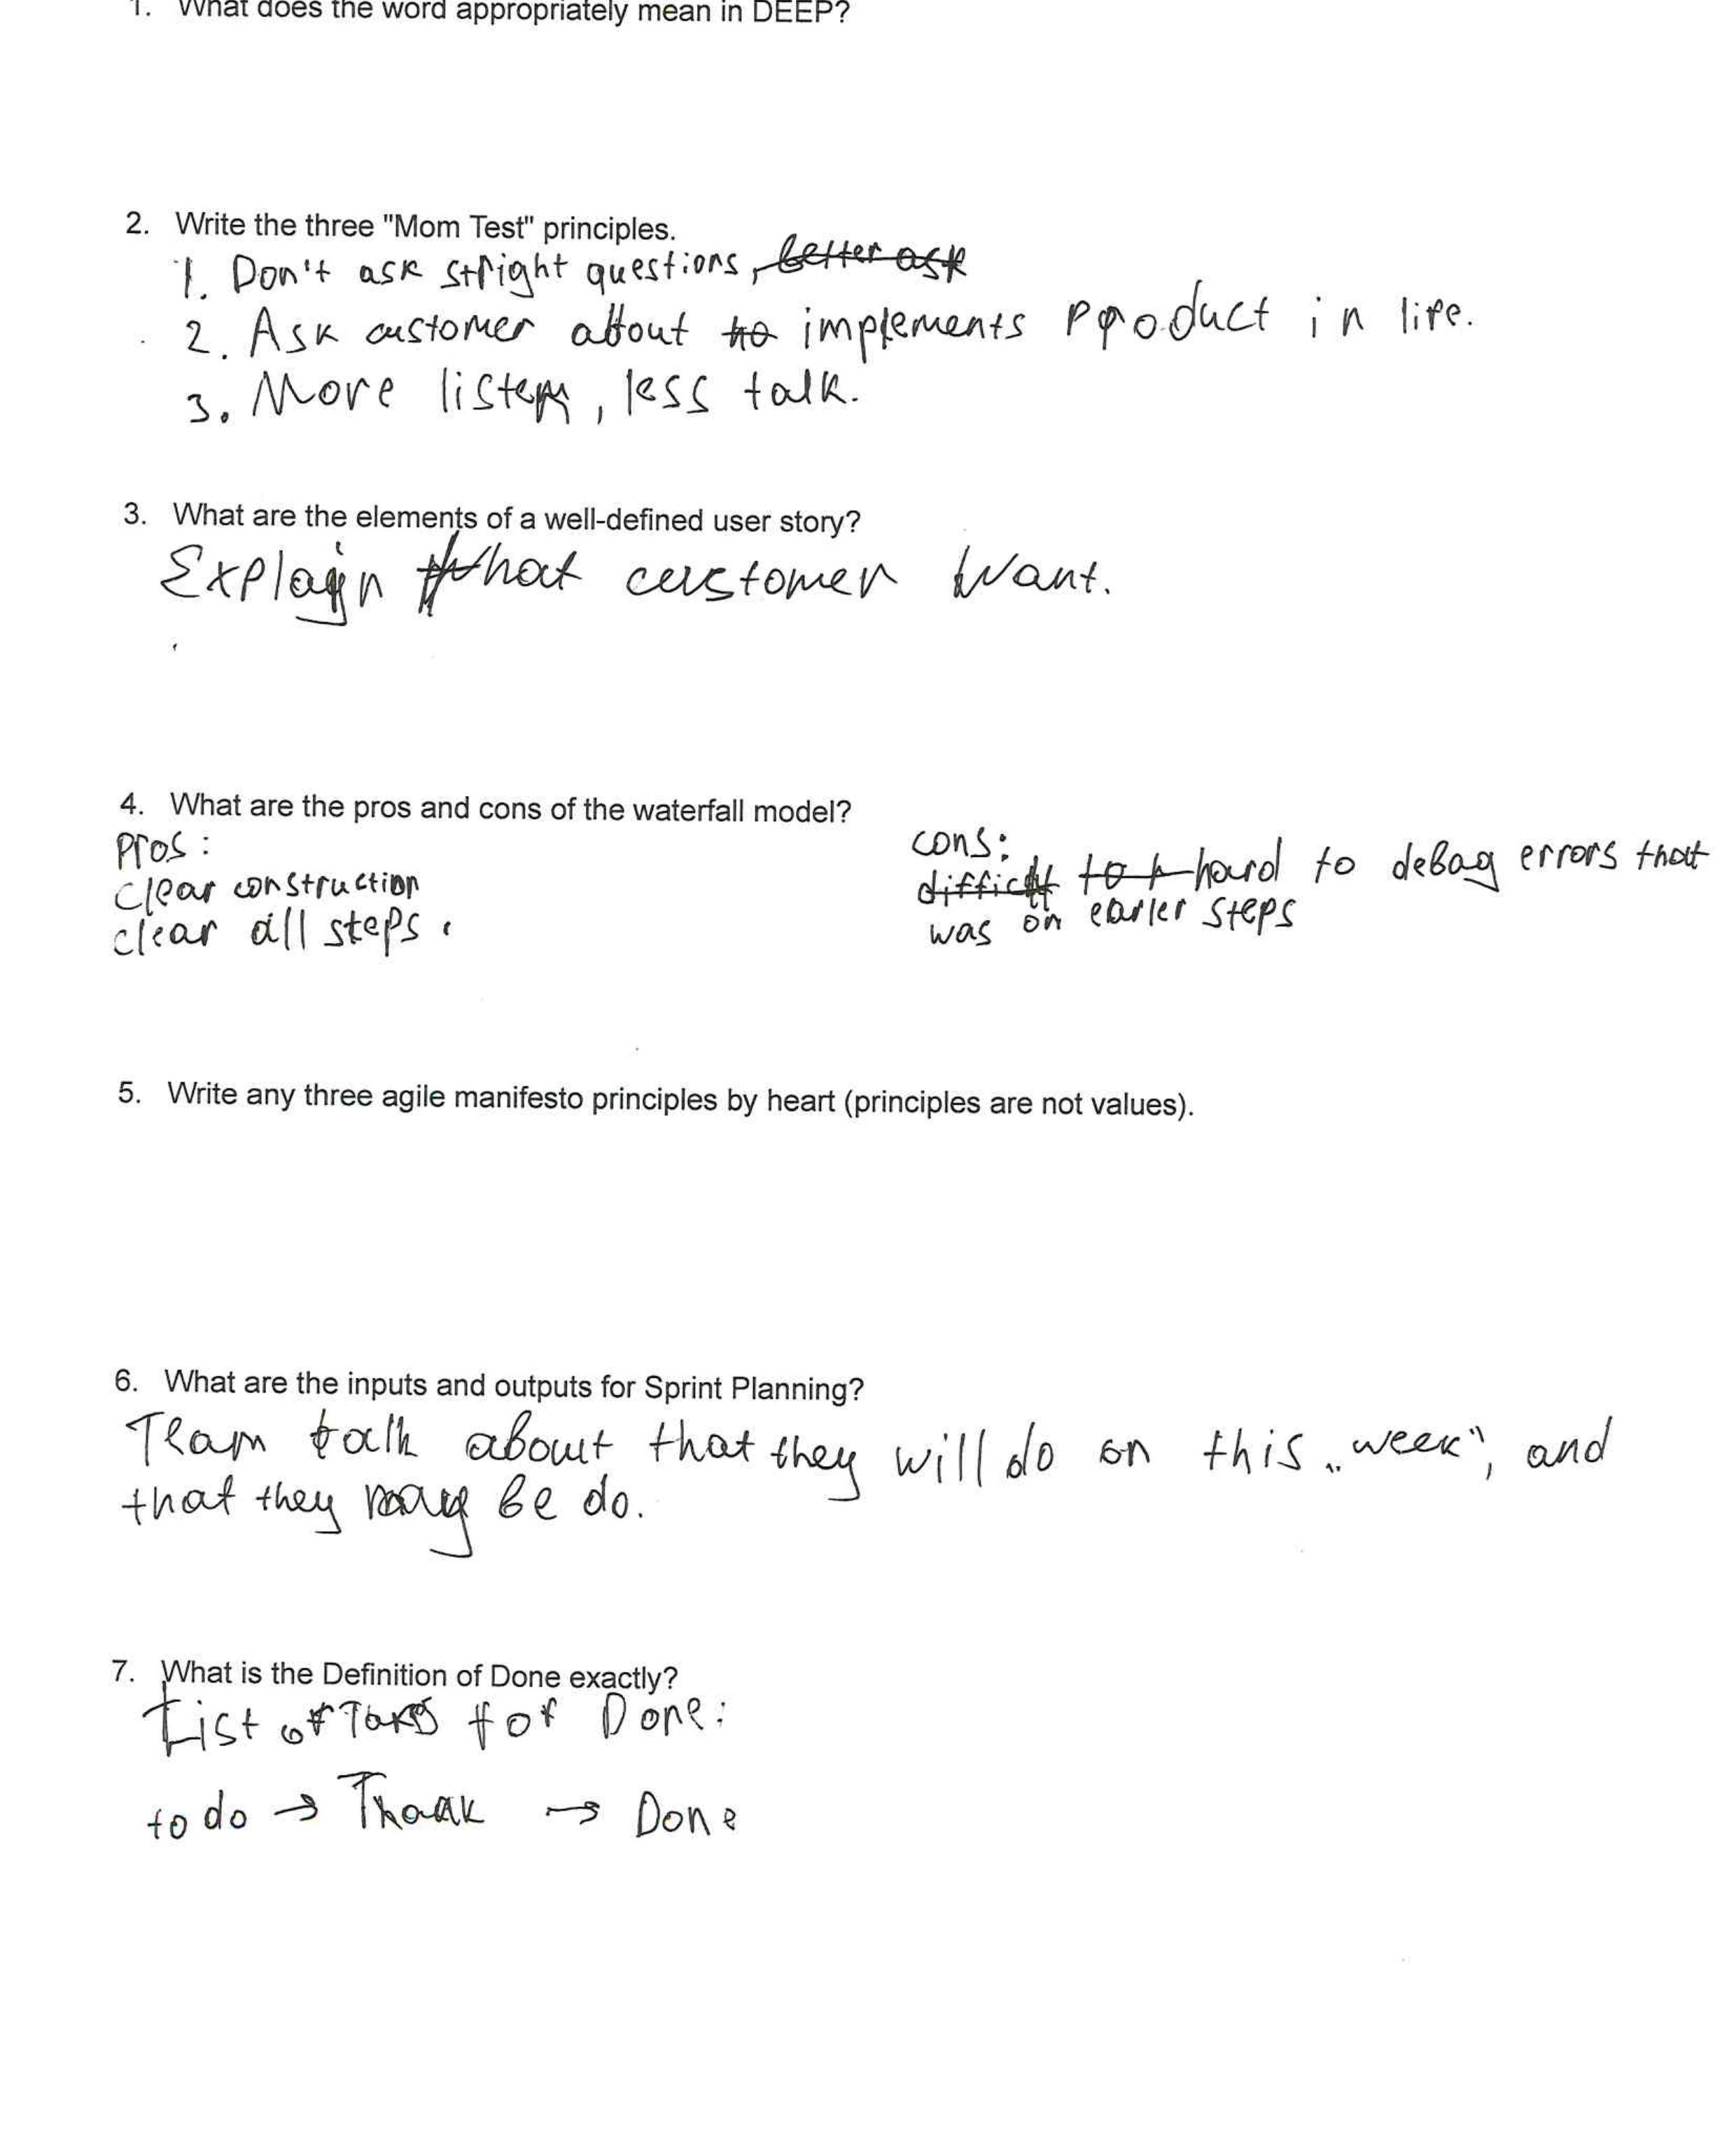 1. What does the word appropriately mean in DEEP?
2. Write the three "Mom Test" principles.
1. Don't ask stright questions, better ask
2. Ask customer about to implements product in life.
3. More listen, less talk.
3. What are the elements of a well-defined user story?
Explain what customer want.
4. What are the pros and cons of the waterfall model?
pros:
clear construction
clear all steps.
cons:
difficlt to hard to debag errors that
was on earler steps
5. Write any three agile manifesto principles by heart (principles are not values).
6. What are the inputs and outputs for Sprint Planning?
Team talk about that they will do on this „week“, and
that they may be do.
7. What is the Definition of Done exactly?
List of for Done:
to do → → Done